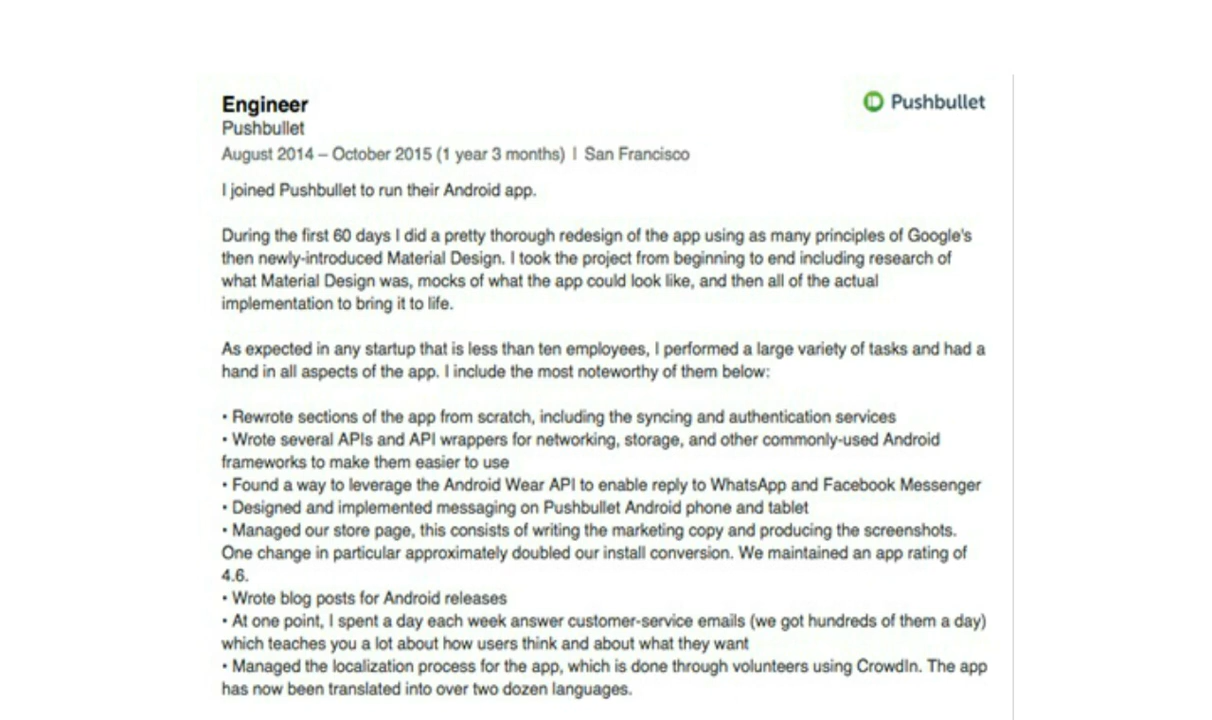 Engineer
Pushbullet
Pushbullet
August 2014 – October 2015 (1 year 3 months) | San Francisco
I joined Pushbullet to run their Android app.
During the first 60 days I did a pretty thorough redesign of the app using as many principles of Google's
then newly-introduced Material Design. I took the project from beginning to end including research of
what Material Design was, mocks of what the app could look like, and then all of the actual
implementation to bring it to life.
As expected in any startup that is less than ten employees, I performed a large variety of tasks and had a
hand in all aspects of the app. I include the most noteworthy of them below:
• Rewrote sections of the app from scratch, including the syncing and authentication services
• Wrote several APIs and API wrappers for networking, storage, and other commonly-used Android
frameworks to make them easier to use
• Found a way to leverage the Android Wear API to enable reply to WhatsApp and Facebook Messenger
• Designed and implemented messaging on Pushbullet Android phone and tablet
• Managed our store page, this consists of writing the marketing copy and producing the screenshots.
One change in particular approximately doubled our install conversion. We maintained an app rating of
4.6.
• Wrote blog posts for Android releases
• At one point, I spent a day each week answer customer-service emails (we got hundreds of them a day)
which teaches you a lot about how users think and about what they want
• Managed the localization process for the app, which is done through volunteers using CrowdIn. The app
has now been translated into over two dozen languages.